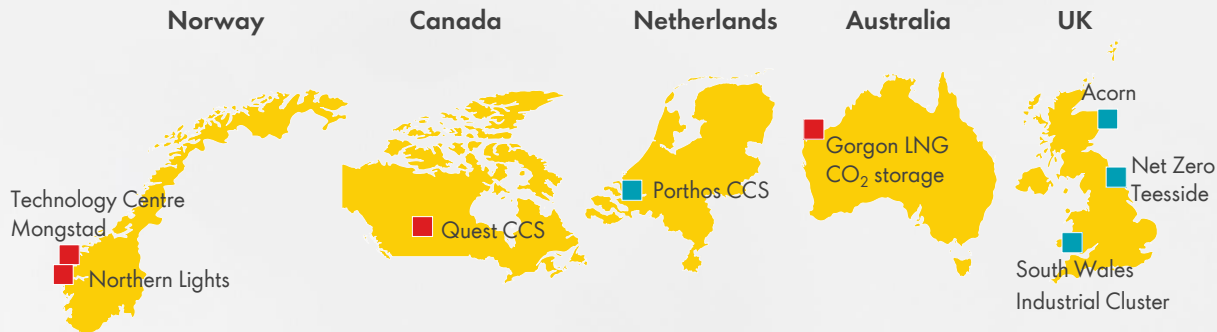 Norway
Canada
Netherlands
Australia
UK
Technology Centre
Mongstad
Northern Lights
Quest CCS
Porthos CCS
Gorgon LNG
CO₂ storage
Acorn
Net Zero
Teesside
South Wales
Industrial Cluster